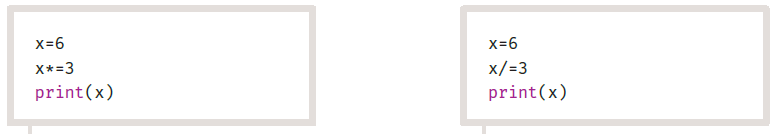 x=6
x*=3
print(x)
x=6
x/=3
print(x)